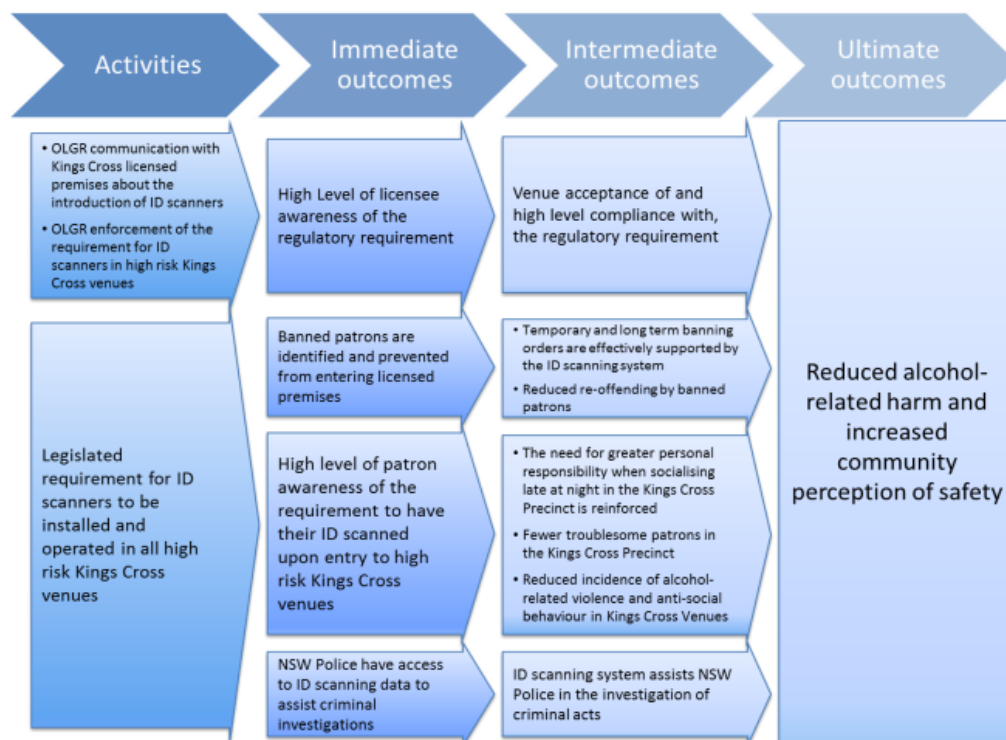 Activities
Immediate
outcomes
Intermediate
outcomes
Ultimate
outcomes
• OLGR communication with
Kings Cross licensed
premises about the
introduction of ID scanners
• OLGR enforcement of the
requirement for ID
scanners in high risk Kings
Cross venues
High Level of licensee
awareness of the
regulatory requirement
Venue acceptance of and
high level compliance with,
the regulatory requirement
Legislated
requirement for ID
scanners to be
installed and
operated in all high
risk Kings Cross
venues
Banned patrons are
identified and prevented
from entering licensed
premises
• Temporary and long term banning
orders are effectively supported by
the ID scanning system
• Reduced re-offending by banned
patrons
High level of patron
awareness of the
requirement to have
their ID scanned
upon entry to high
risk Kings Cross
venues
• The need for greater personal
responsibility when socialising
late at night in the Kings Cross
Precinct is reinforced
• Fewer troublesome patrons in
the Kings Cross Precinct
• Reduced incidence of alcohol-
related violence and anti-social
behaviour in Kings Cross Venues
NSW Police have access
to ID scanning data to
assist criminal
investigations
ID scanning system assists NSW
Police in the investigation of
criminal acts
Reduced alcohol-
related harm and
increased
community
perception of safety